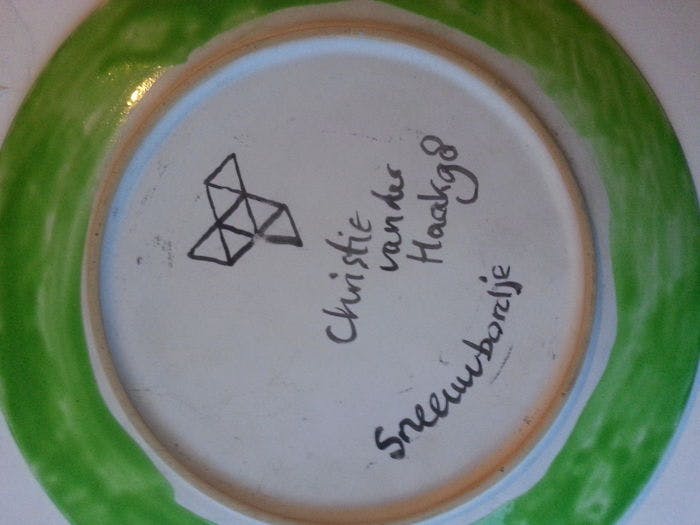 Christie
van der
Haak 98
Sneeuwbordje